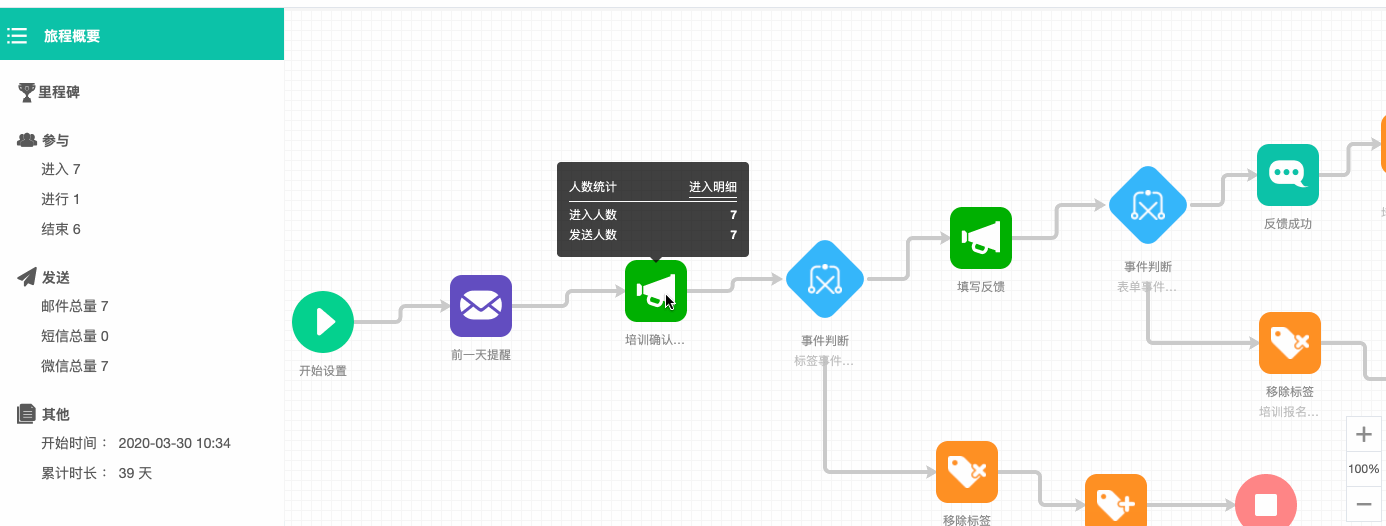 旅程概要
里程碑
参与
进入 7
进行 1
结束 6
发送
邮件总量 7
短信总量 0
微信总量 7
其他
开始时间： 2020-03-30 10:34
累计时长： 39 天
开始设置
前一天提醒
人数统计 进入明细
进入人数 7
发送人数 7
培训确认...
事件判断
标签事件...
填写反馈
事件判断
表单事件...
反馈成功
移除标签
培训报名...
移除标签
100%